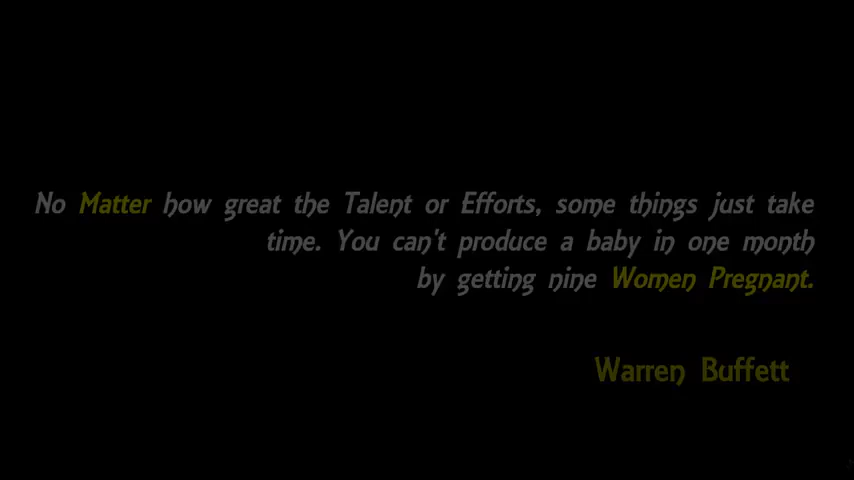 No Matter how great the Talent or Efforts, some things just take
time. You can't produce a baby in one month
by getting nine Women Pregnant.
Warren Buffett